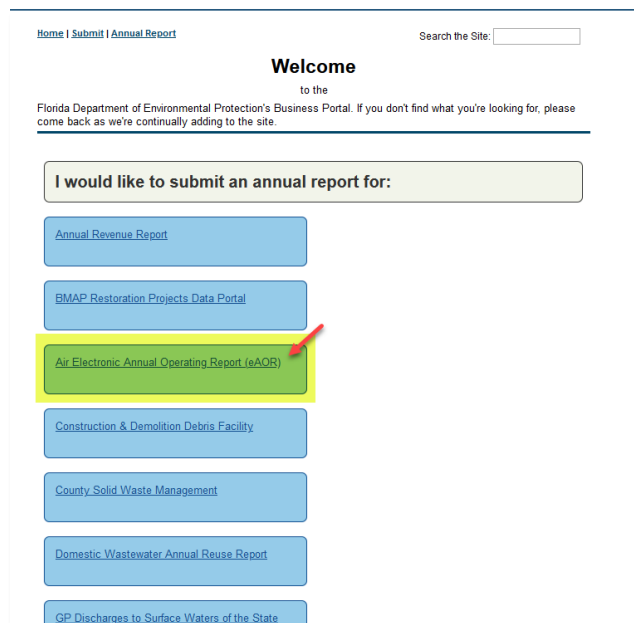 Home | Submit | Annual Report
Search the Site:
Welcome
to the
Florida Department of Environmental Protection's Business Portal. If you don't find what you're looking for, please
come back as we're continually adding to the site.
I would like to submit an annual report for:
Annual Revenue Report
BMAP Restoration Projects Data Portal
Air Electronic Annual Operating Report (eAOR)
Construction & Demolition Debris Facility
County Solid Waste Management
Domestic Wastewater Annual Reuse Report
GP Discharges to Surface Waters of the State